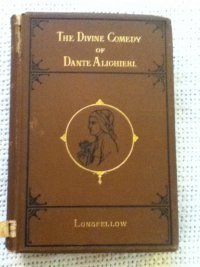 THE DIVINE COMEDY
OF
DANTE ALIGHIERI.
LONGFELLOW